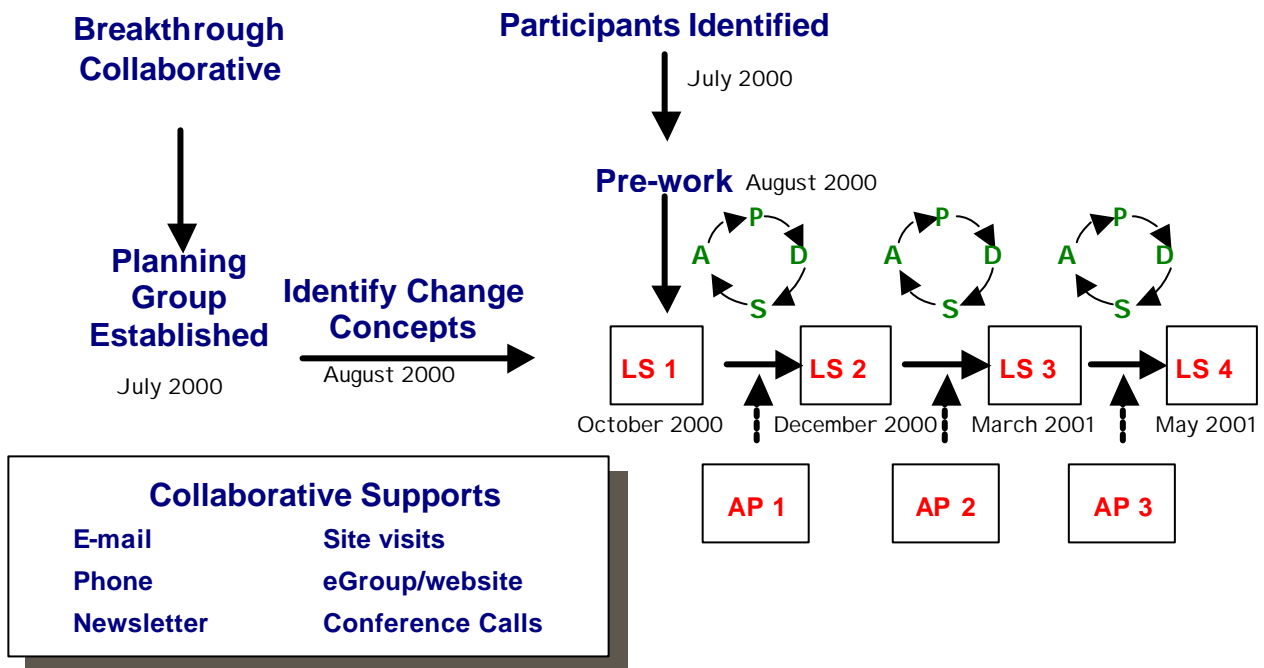 Breakthrough
Collaborative
Participants Identified
July 2000
Pre-work August 2000
Planning
Group
Established
July 2000
Identify Change
Concepts
August 2000
P
A D
S
P
A D
S
P
A D
S
LS 1
LS 2
LS 3
LS 4
October 2000
December 2000
March 2001
May 2001
AP 1
AP 2
AP 3
Collaborative Supports
E-mail Site visits
Phone eGroup/website
Newsletter Conference Calls